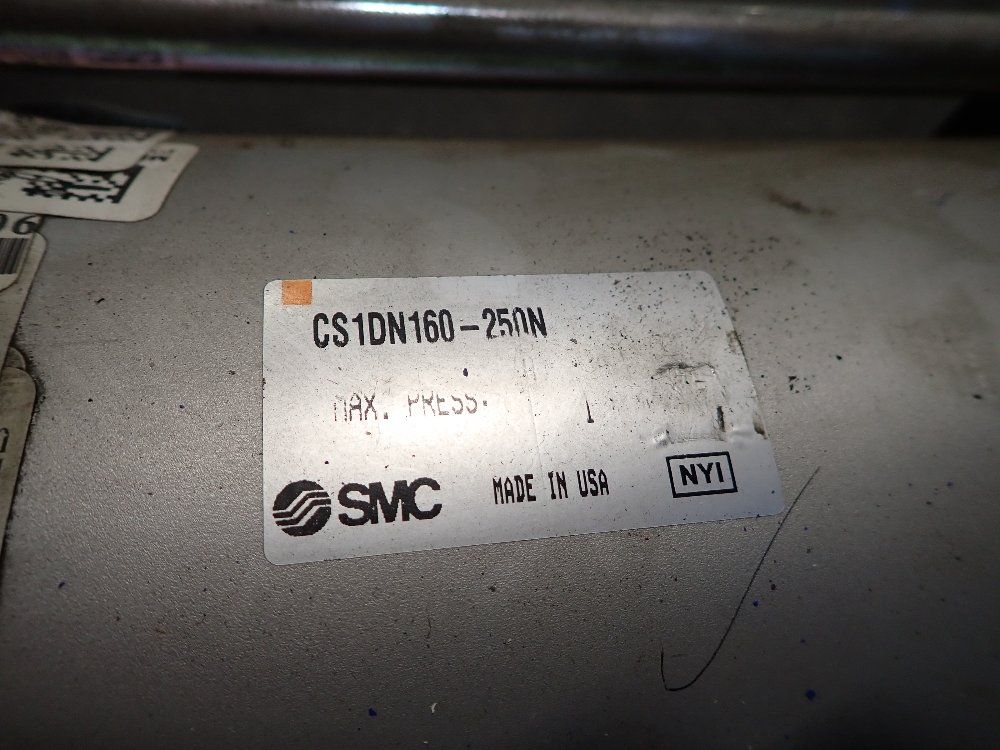 CS1DN160-250N
MAX. PRESS.
SMC MADE IN USA NYI